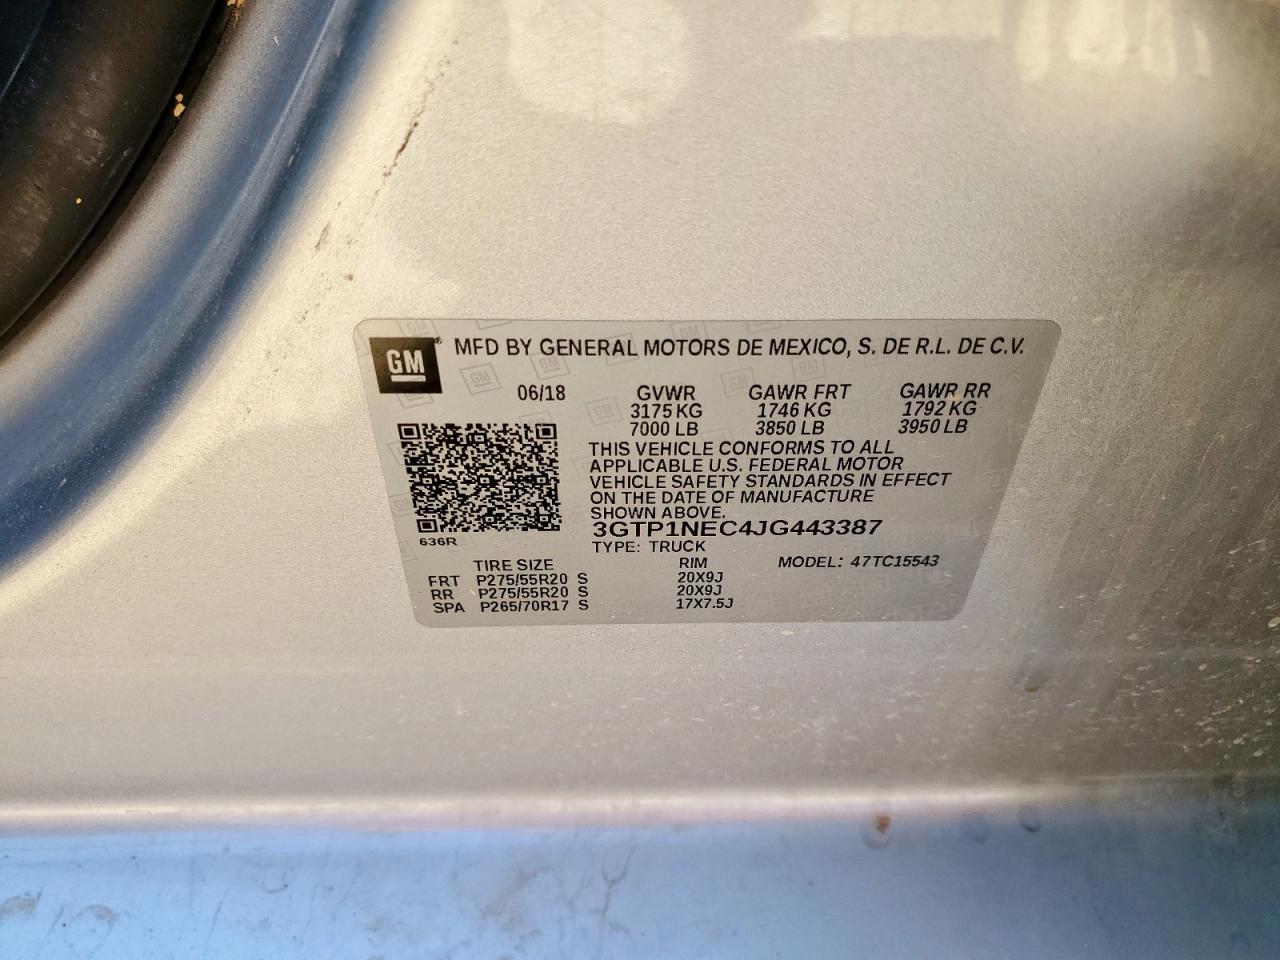 GM MFD BY GENERAL MOTORS DE MEXICO, S. DE R.L. DE C.V.
06/18 GVWR GAWR FRT GAWR RR
3175 KG 1746 KG 1792 KG
7000 LB 3850 LB 3950 LB
THIS VEHICLE CONFORMS TO ALL
APPLICABLE U.S. FEDERAL MOTOR
VEHICLE SAFETY STANDARDS IN EFFECT
ON THE DATE OF MANUFACTURE
SHOWN ABOVE.
3GTP1NEC4JG443387
636R TYPE: TRUCK
TIRE SIZE RIM MODEL: 47TC15543
FRT P275/55R20 S 20X9J
RR P275/55R20 S 20X9J
SPA P265/70R17 S 17X7.5J